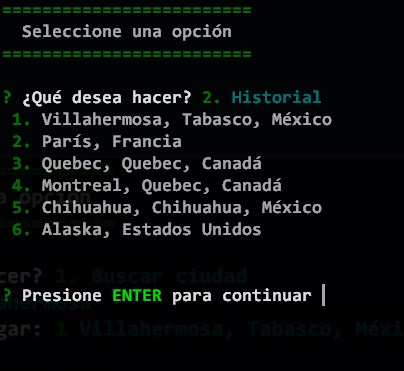 =========================
Seleccione una opción
=========================
? ¿Qué desea hacer? 2. Historial
1. Villahermosa, Tabasco, México
2. París, Francia
3. Quebec, Quebec, Canadá
4. Montreal, Quebec, Canadá
5. Chihuahua, Chihuahua, México
6. Alaska, Estados Unidos
opción
cer? 1. Buscar ciudad
? Presione ENTER para continuar
gar: 1 Villahermosa, Tabasco, Méxi